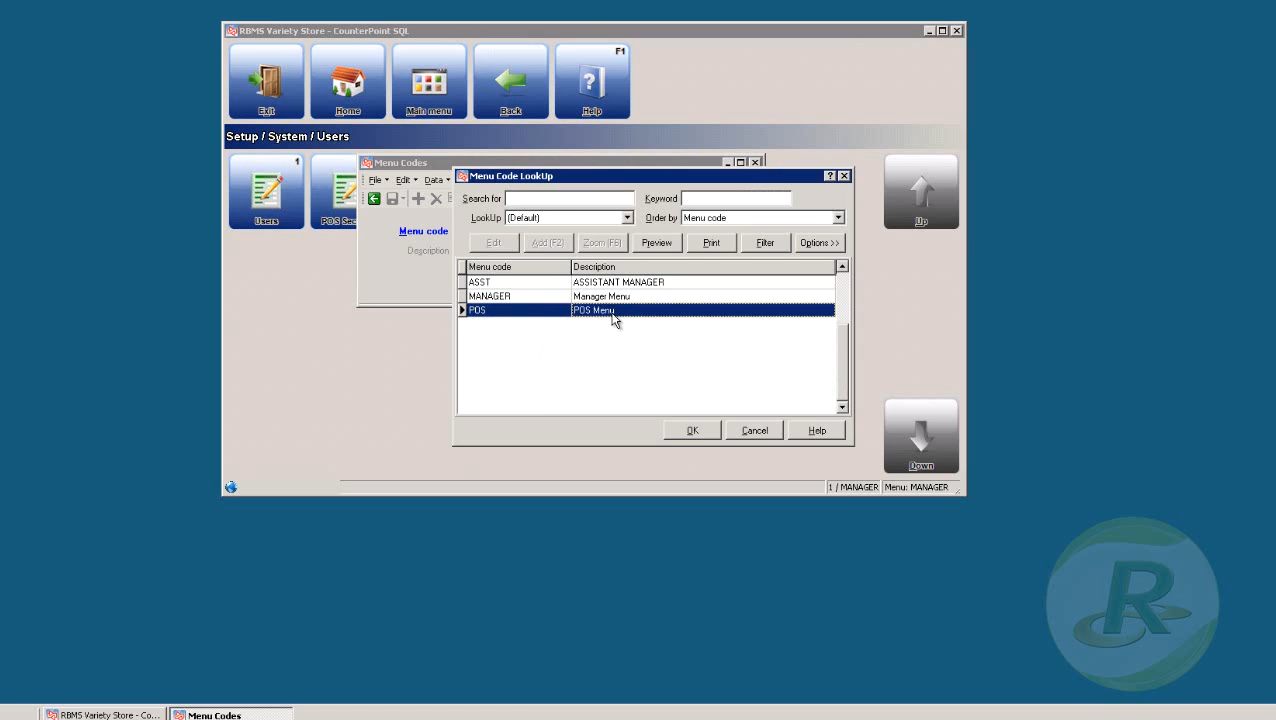 RBMS Variety Store - CounterPoint SQL
Exit
Home
Main menu
Back
F1
Help
Setup / System / Users
1
Users
POS Sec
Menu Codes
File Edit Data
Menu code
Description
Menu Code LookUp
Search for
Keyword
LookUp (Default)
Order by Menu code
Edit Add (F2) Zoom (F6) Preview Print Filter Options >>
Menu code Description
ASST ASSISTANT MANAGER
MANAGER Manager Menu
POS POS Menu
OK Cancel Help
Up
Down
1 / MANAGER Menu: MANAGER
R
RBMS Variety Store - Co... Menu Codes